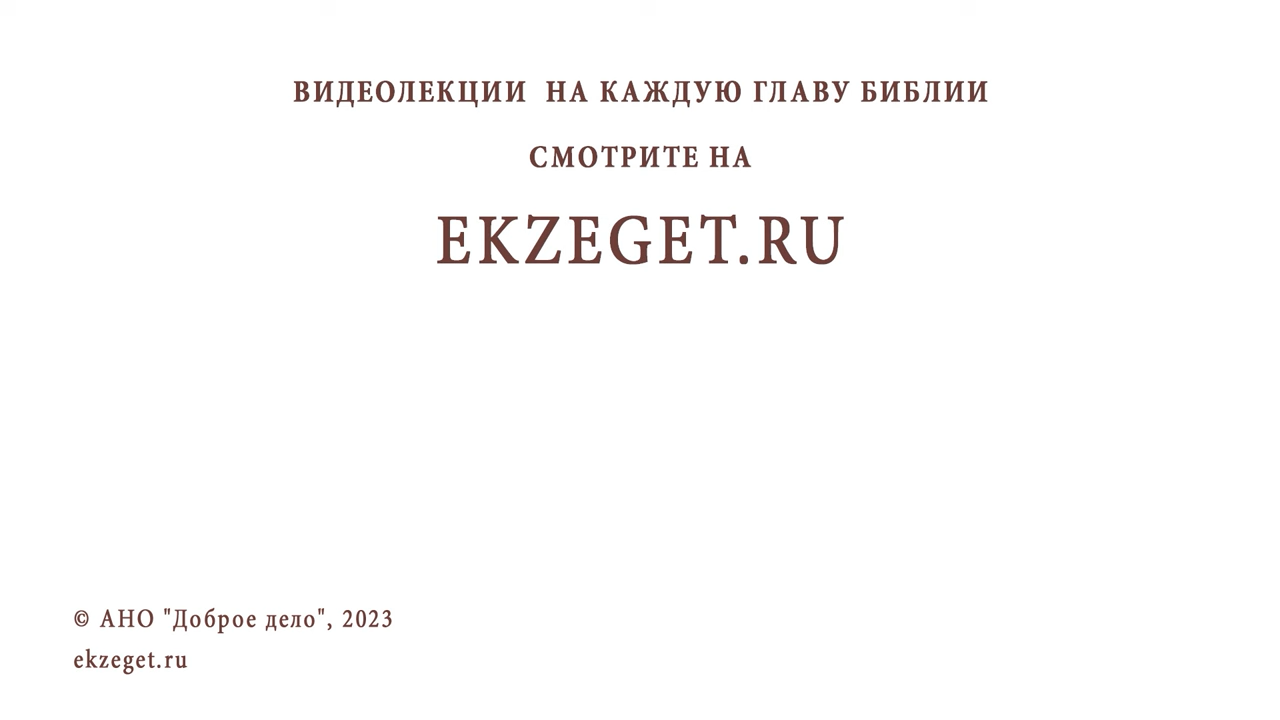 ВИДЕОЛЕКЦИИ НА КАЖДУЮ ГЛАВУ БИБЛИИ
СМОТРИТЕ НА
EKZEGET.RU
© АНО "Доброе дело", 2023
ekzeget.ru